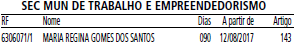 SEC MUN DE TRABALHO E EMPREENDEDORISMO
RF Nome Dias A partir de Artigo
6306071/1 MARIA REGINA GOMES DOS SANTOS 090 12/08/2017 143